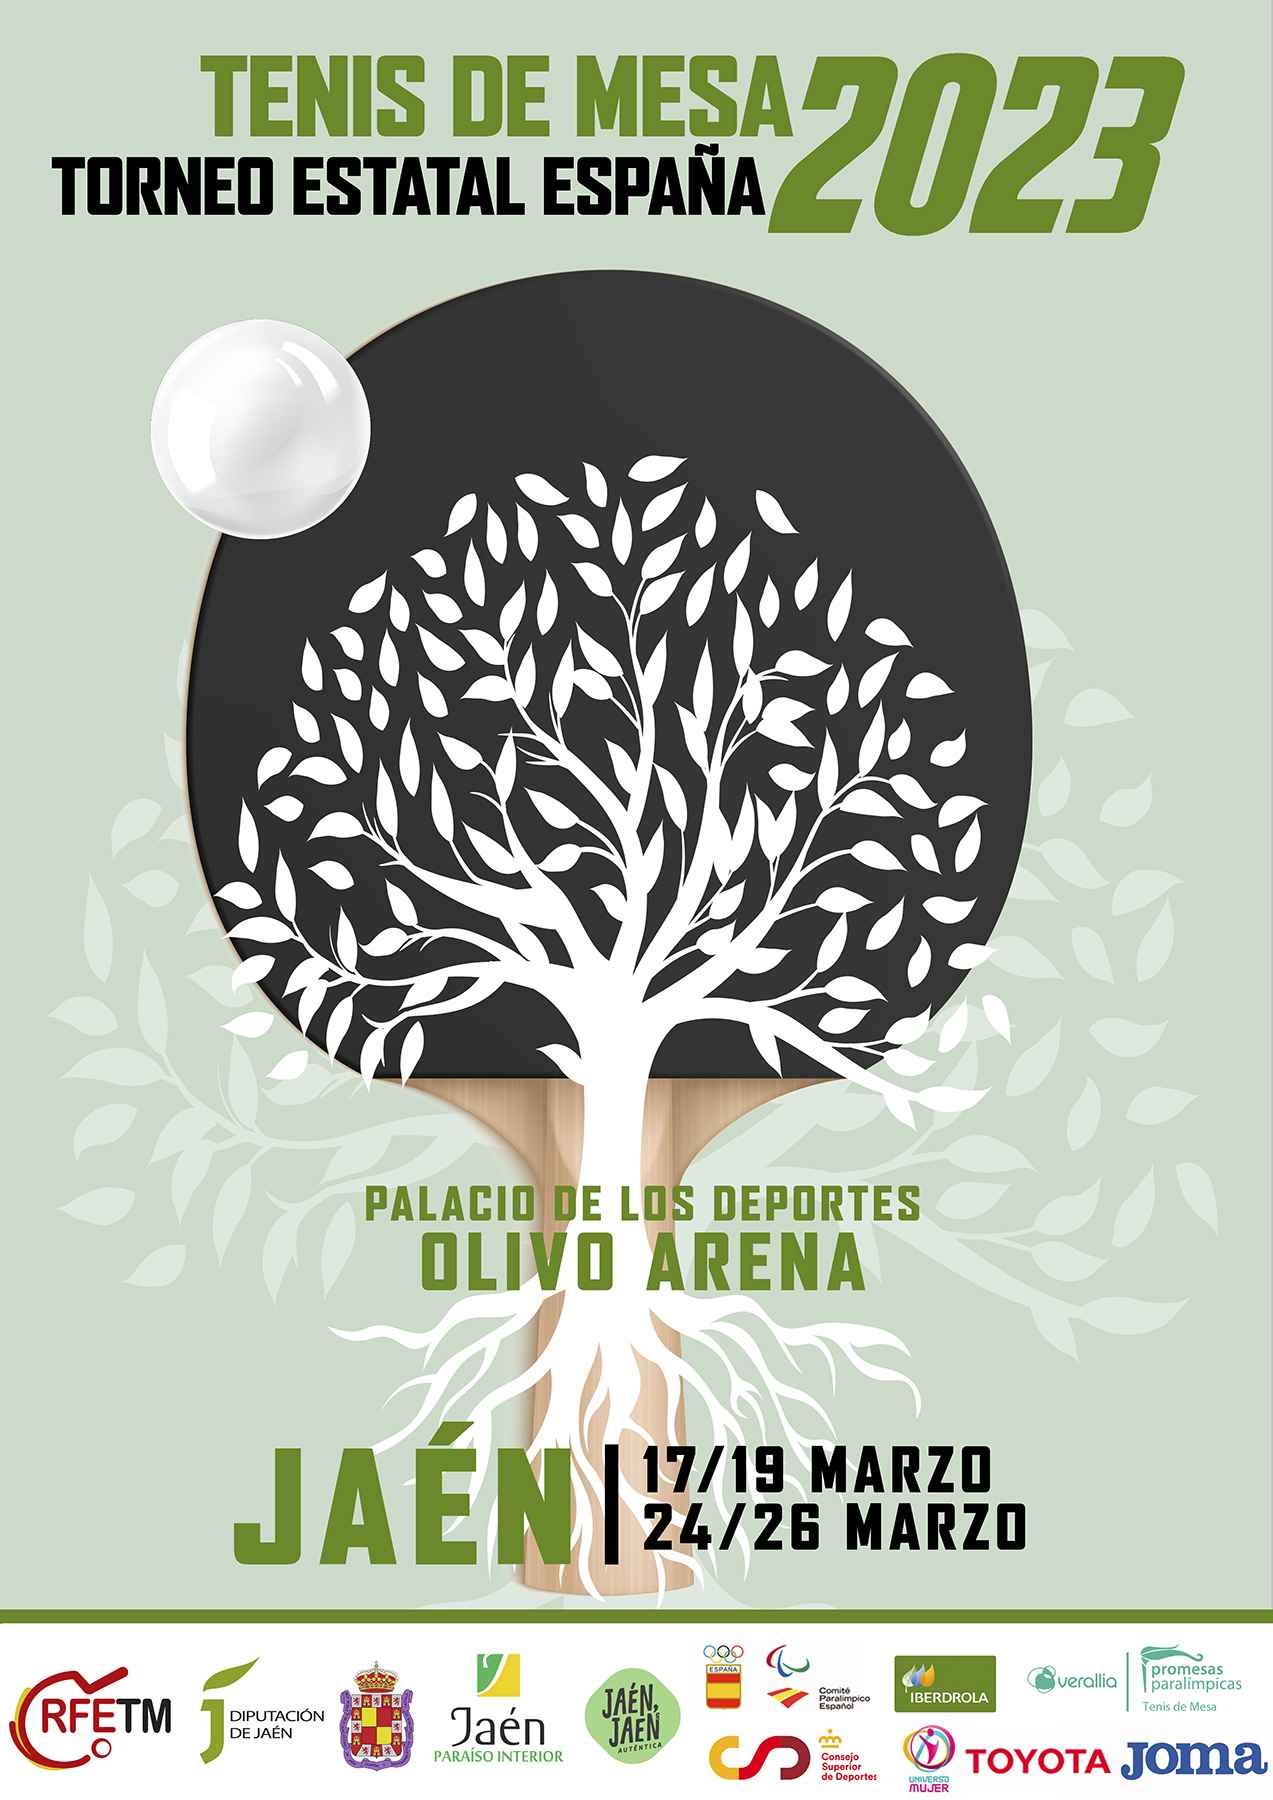 TENIS DE MESA 2023
TORNEO ESTATAL ESPAÑA
PALACIO DE LOS DEPORTES
OLIVO ARENA
JAÉN
17/19 MARZO
24/26 MARZO
RFETM
DIPUTACIÓN
DE JAÉN
Jaén
PARAÍSO INTERIOR
JAÉN,
JAÉN
AUTÉNTICA
ESPAÑA
Comité
Paralímpico
Español
Consejo
Superior
de Deportes
IBERDROLA
verallia
promesas
paralímpicas
Tenis de Mesa
UNIVERSO
MUJER
TOYOTA
Joma